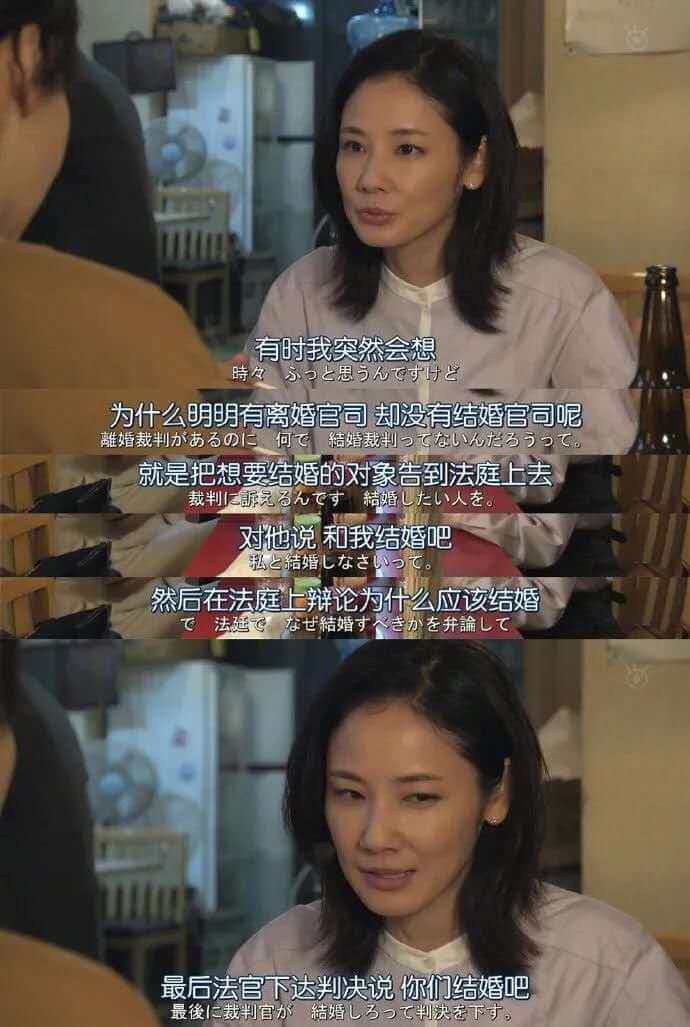 有时我突然会想
時々 ふっと思うんですけど
为什么明明有离婚官司 却没有结婚官司呢
離婚裁判があるのに 何で 結婚裁判ってないんだろうって。
就是把想要结婚的对象告到法庭上去
裁判に訴えるんです 結婚したい人を。
对他说 和我结婚吧
私と結婚しなさいって。
然后在法庭上辩论为什么应该结婚
で 法廷で なぜ結婚すべきかを弁論して
最后法官下达判决说 你们结婚吧
最後に裁判官が 結婚しろって判決を下す。